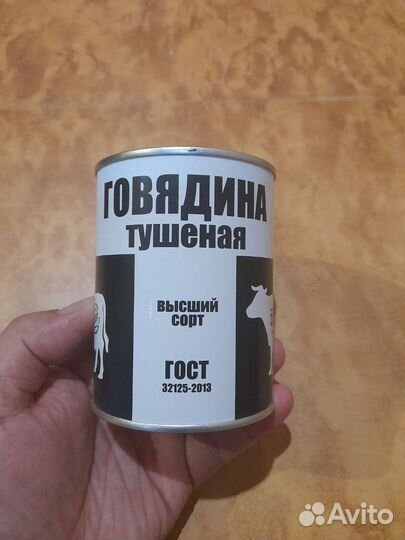 ГОВЯДИНА
тушеная
высший
сорт
ГОСТ
32125-2013
Avito